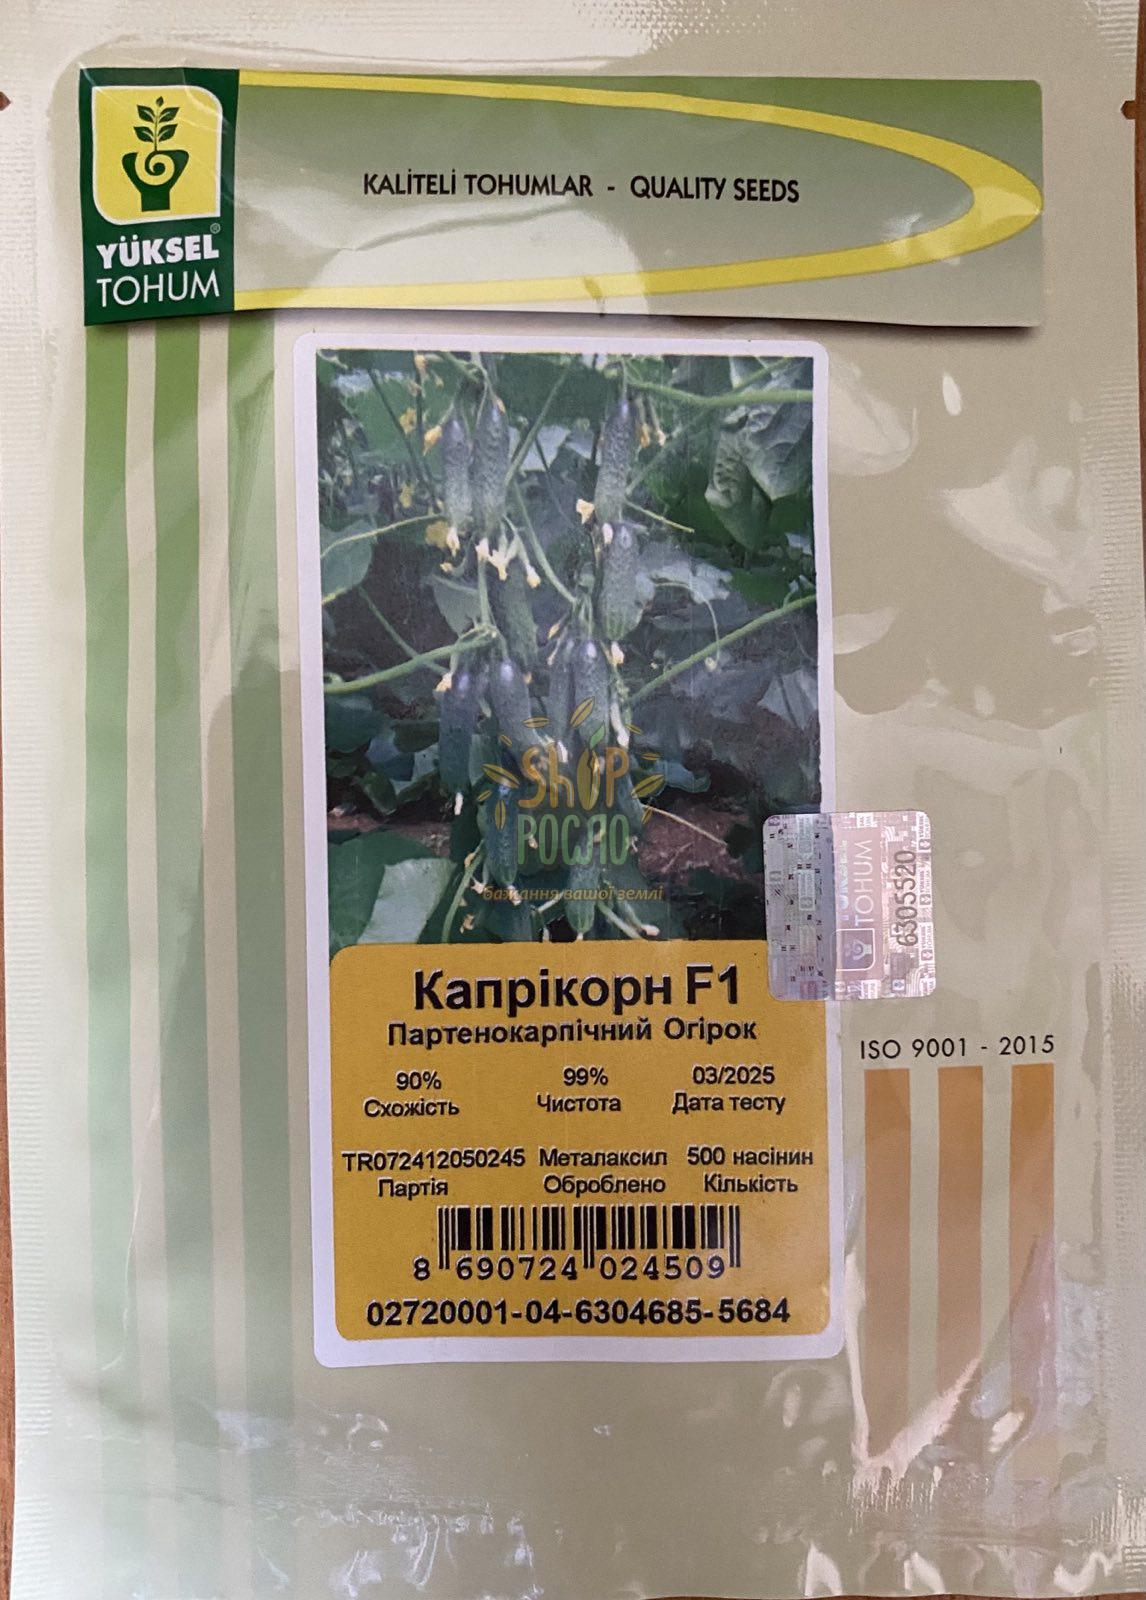 KALİTELİ TOHUMLAR - QUALITY SEEDS
YÜKSEL®
TOHUM
SHOP
РОСЛО
бажання вашої землі
TOHUM
6305520
Капрікорн F1
Партенокарпічний Огірок
ISO 9001 - 2015
90% 99% 03/2025
Схожість Чистота Дата тесту
TR072412050245 Металаксил 500 насінин
Партія Оброблено Кількість
8 690724 024509
02720001-04-6304685-5684